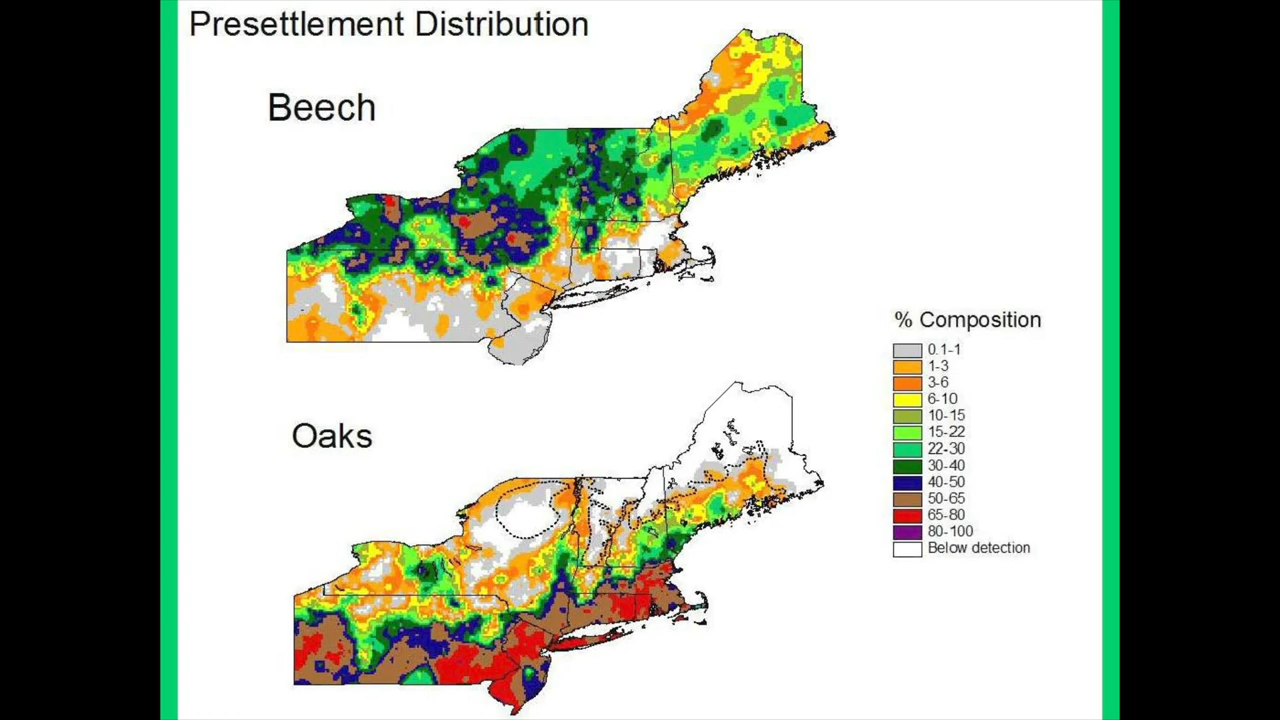 Presettlement Distribution
Beech
% Composition
0.1-1
1-3
3-6
6-10
10-15
15-22
22-30
30-40
40-50
50-65
65-80
80-100
Below detection
Oaks